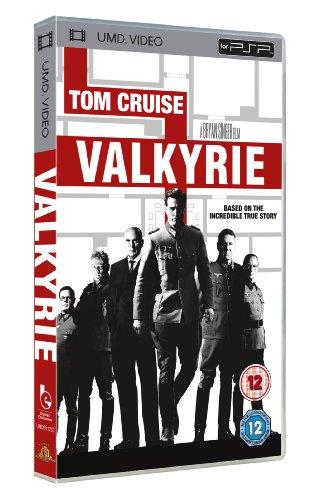 UMD. VIDEO
for PSP
TOM CRUISE
A BRYAN SINGER FILM
VALKYRIE
BASED ON THE
INCREDIBLE TRUE STORY
12
12
UMD. VIDEO
VALKYRIE